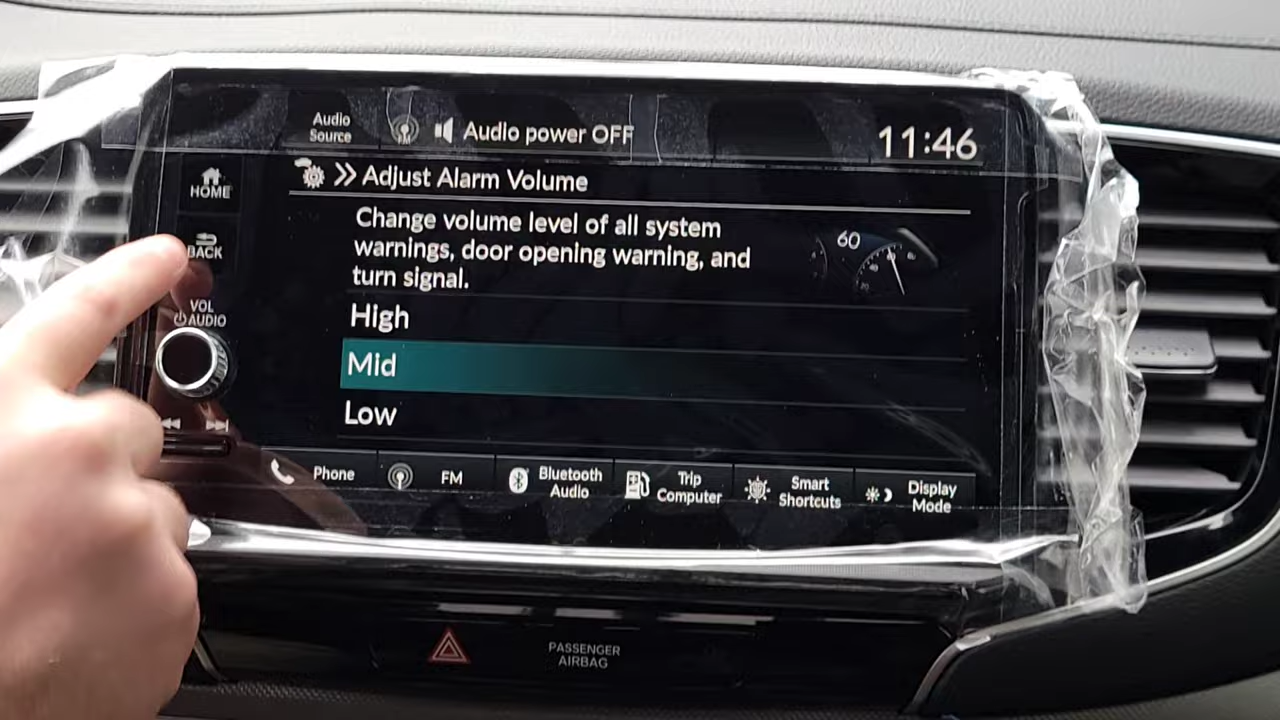 Audio
Source
Audio power OFF
11:46
HOME
Adjust Alarm Volume
BACK
Change volume level of all system
warnings, door opening warning, and
turn signal.
60
VOL
AUDIO
High
Mid
Low
Phone
FM
Bluetooth
Audio
Trip
Computer
Smart
Shortcuts
Display
Mode
PASSENGER
AIRBAG